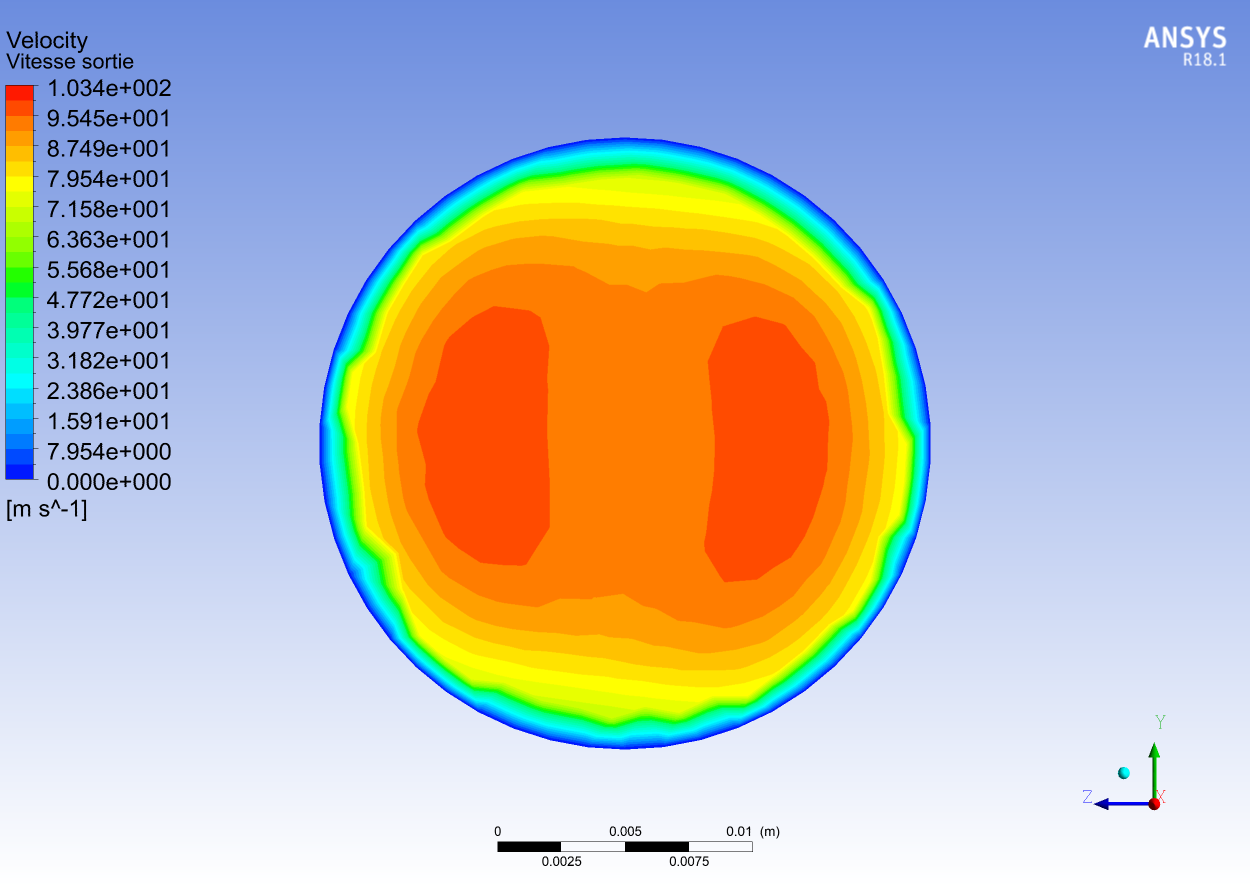 Velocity
Vitesse sortie
1.034e+002
9.545e+001
8.749e+001
7.954e+001
7.158e+001
6.363e+001
5.568e+001
4.772e+001
3.977e+001
3.182e+001
2.386e+001
1.591e+001
7.954e+000
0.000e+000
[m s^-1]
ANSYS
R18.1
Y
Z
X
0 0.005 0.01 (m)
0.0025 0.0075